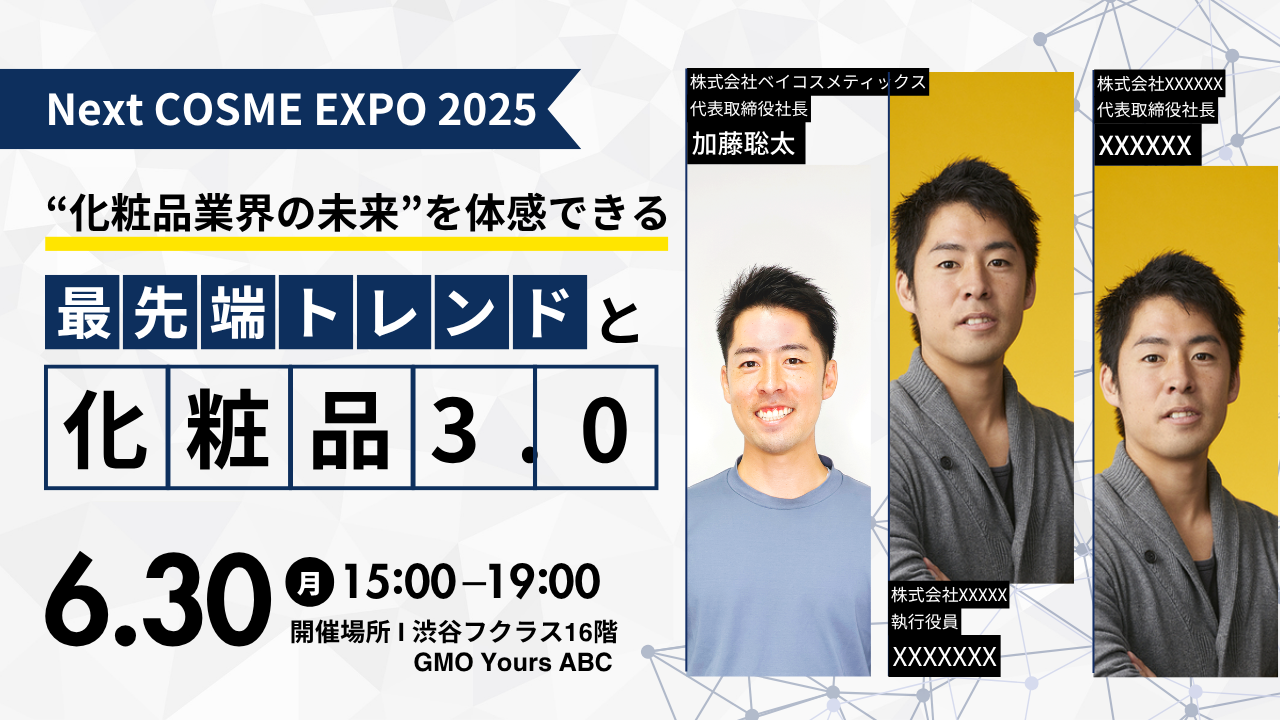 Next COSME EXPO 2025
“化粧品業界の未来”を体感できる
最先端トレンドと
化粧品3.0
6.30 月 15:00–19:00
開催場所 | 渋谷フクラス16階
GMO Yours ABC
株式会社ベイコスメティックス
代表取締役社長
加藤聡太
株式会社XXXXX
執行役員
XXXXXXX
株式会社XXXXXX
代表取締役社長
XXXXXX